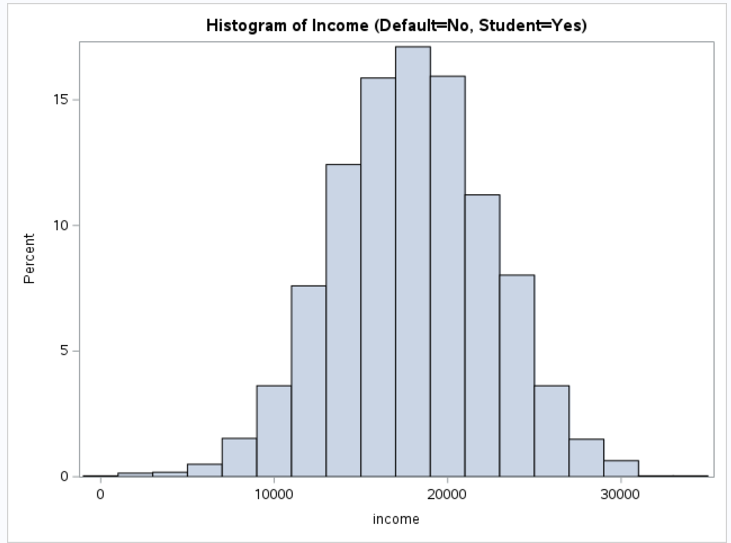 Histogram of Income (Default=No, Student=Yes)
15
10
5
0
Percent
0 10000 20000 30000
income